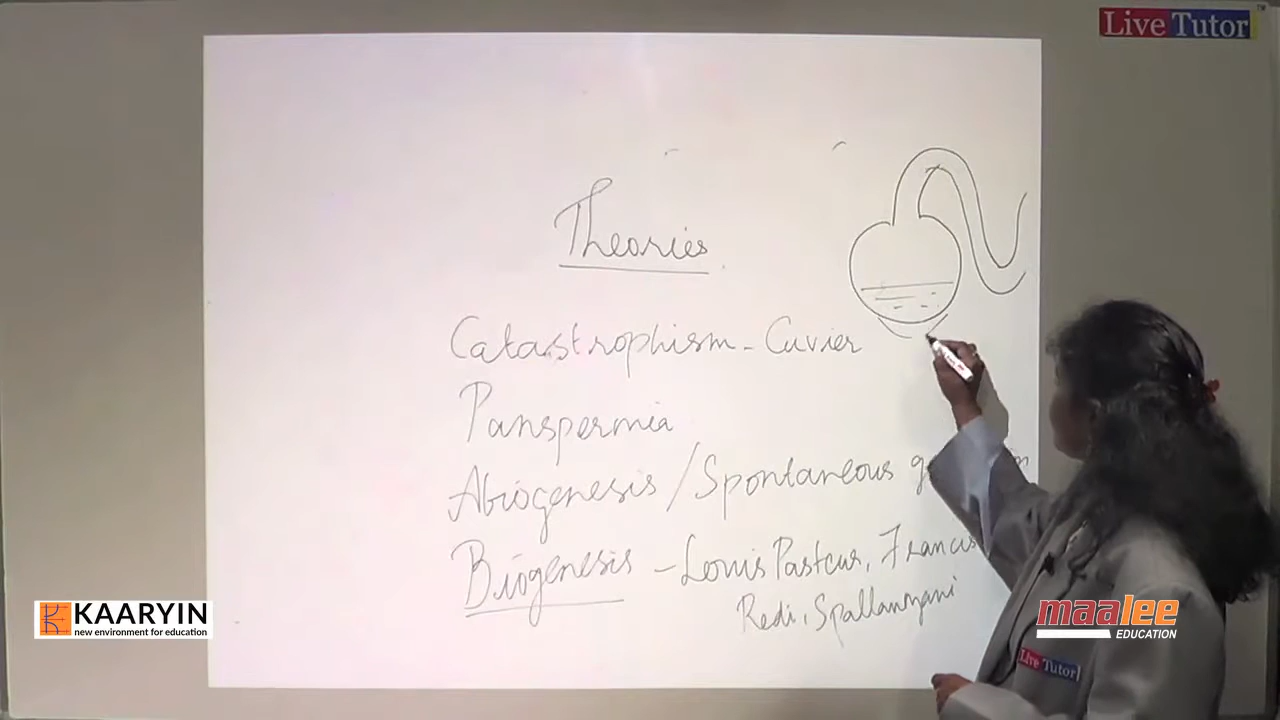 Live Tutor
TM
Theories
Catastrophism - Cuvier
Panspermia
Abiogenesis / Spontaneous
Biogenesis - Louis Pasteur, Francis
Redi, Spallanzani
KAARYIN
new environment for education
maalee
EDUCATION
Live Tutor